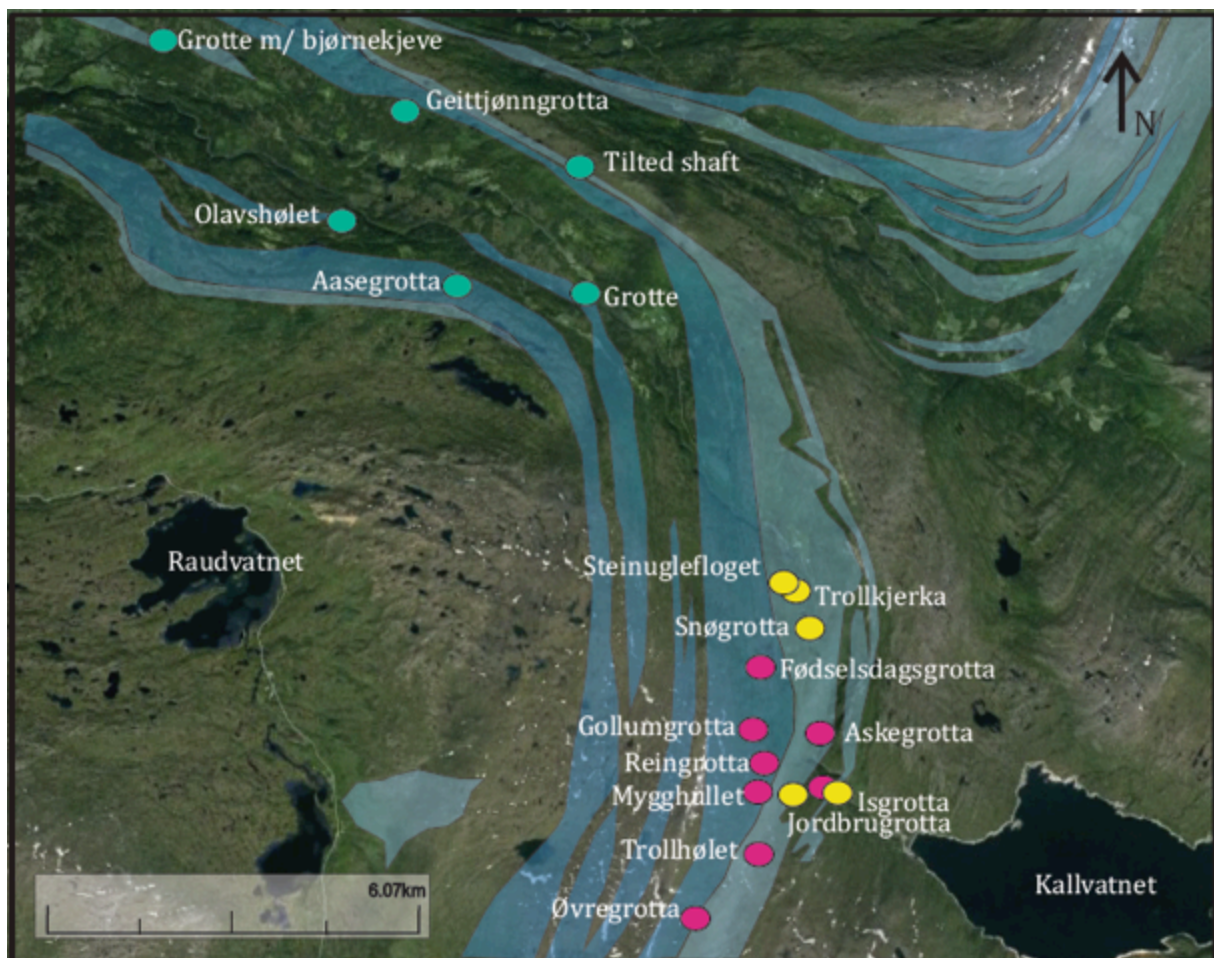 Grotte m/ bjørnekjeve
Geittjønngrotta
N
Tilted shaft
Olavshølet
Aasegrotta
Grotte
Raudvatnet
Steinuglefloget
Trollkjerka
Snøgrotta
Fødselsdagsgrotta
Gollumgrotta
Askegrotta
Reingrotta
Mygghullet
Isgrotta
Jordbrugrotta
Trollhølet
6.07km
Kallvatnet
Øvregrotta